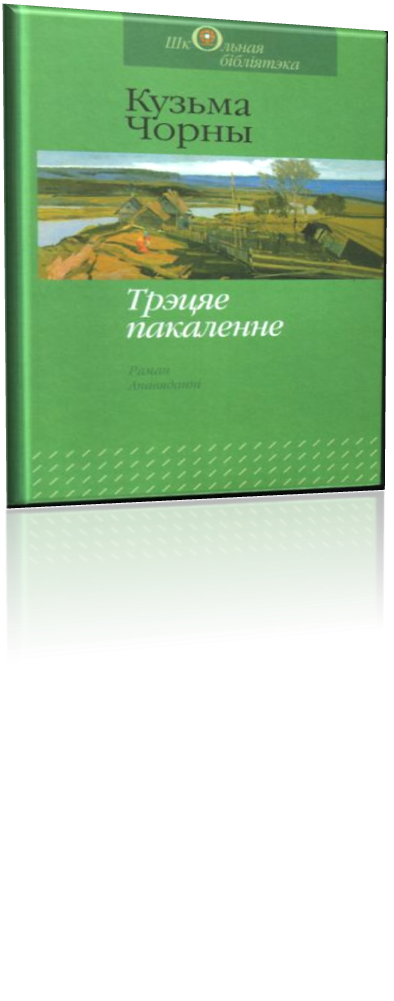 Школьная
бібліятэка
Кузьма
Чорны
Трэцяе
пакаленне
Раман
Апавяданні